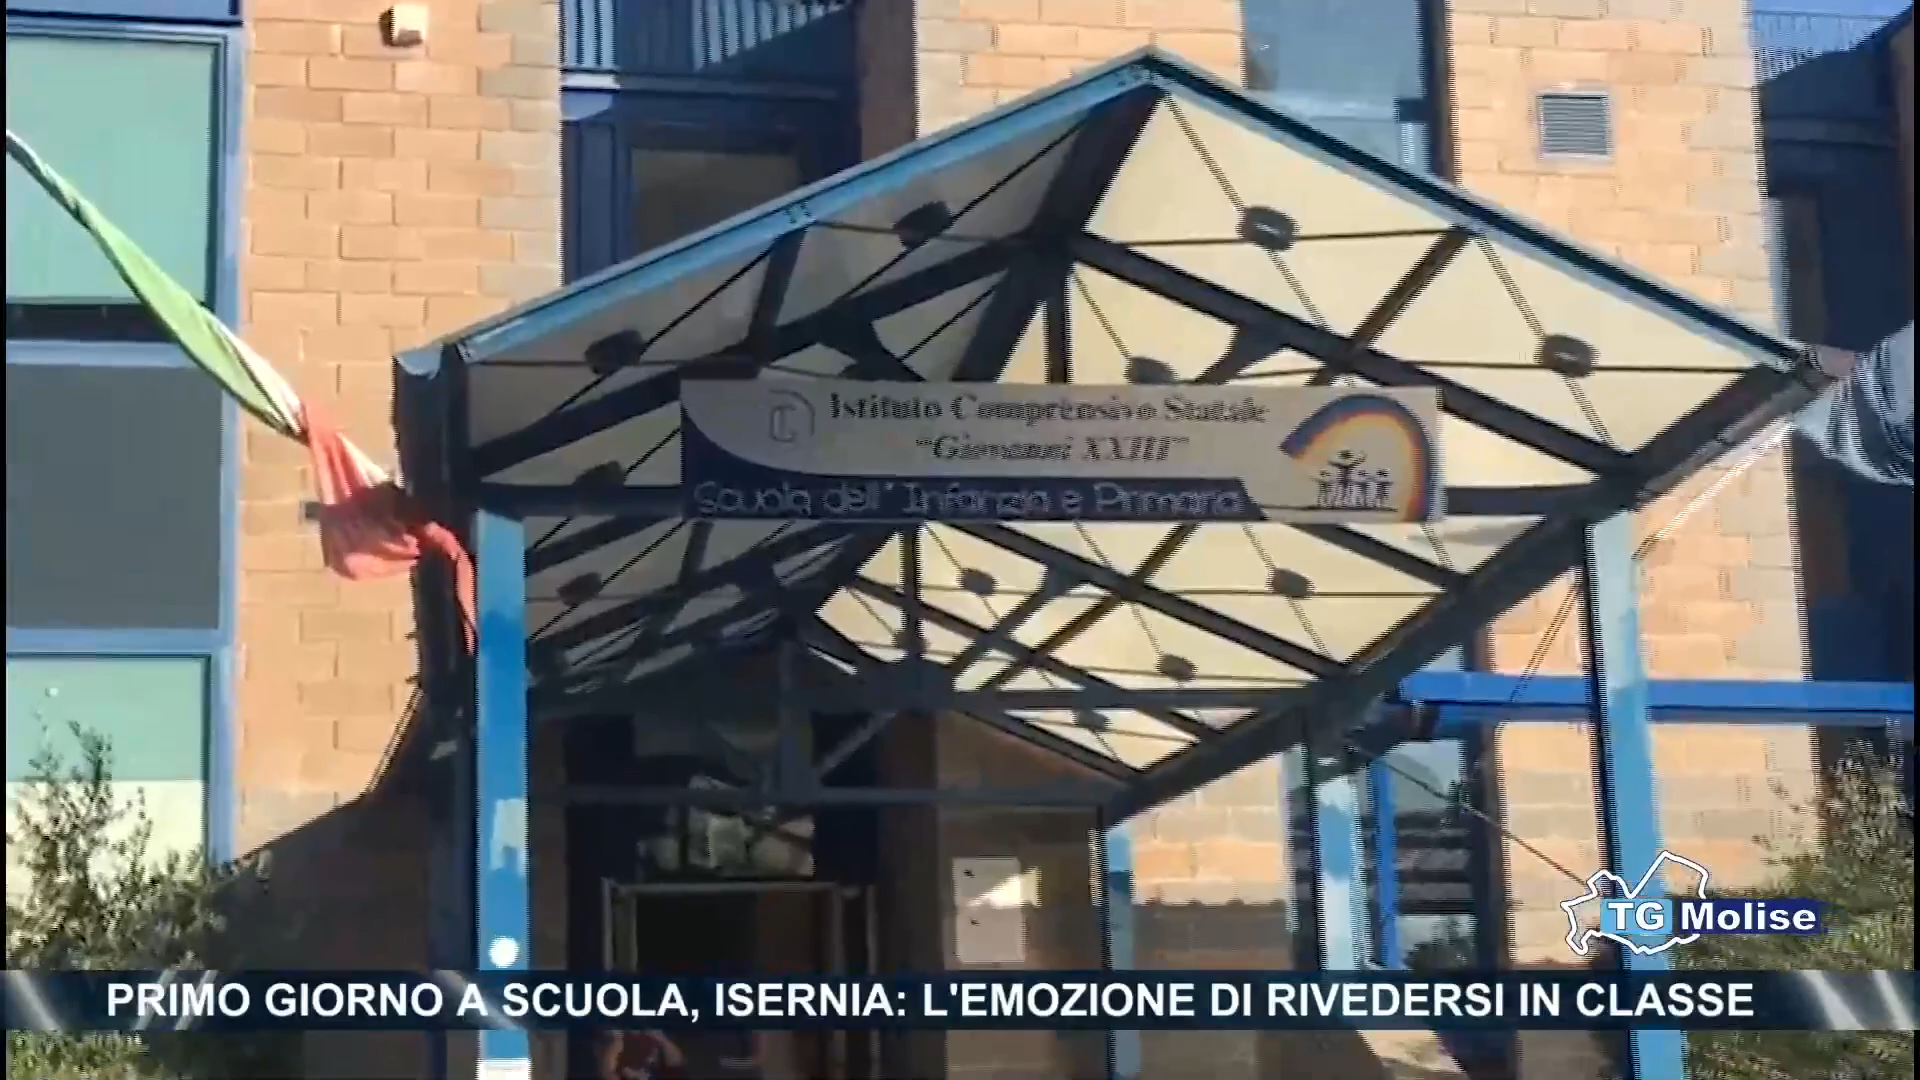 Istituto Comprensivo Statale
"Giovanni XXIII"
Scuola dell'Infanzia e Primaria
TG Molise
PRIMO GIORNO A SCUOLA, ISERNIA: L'EMOZIONE DI RIVEDERSI IN CLASSE